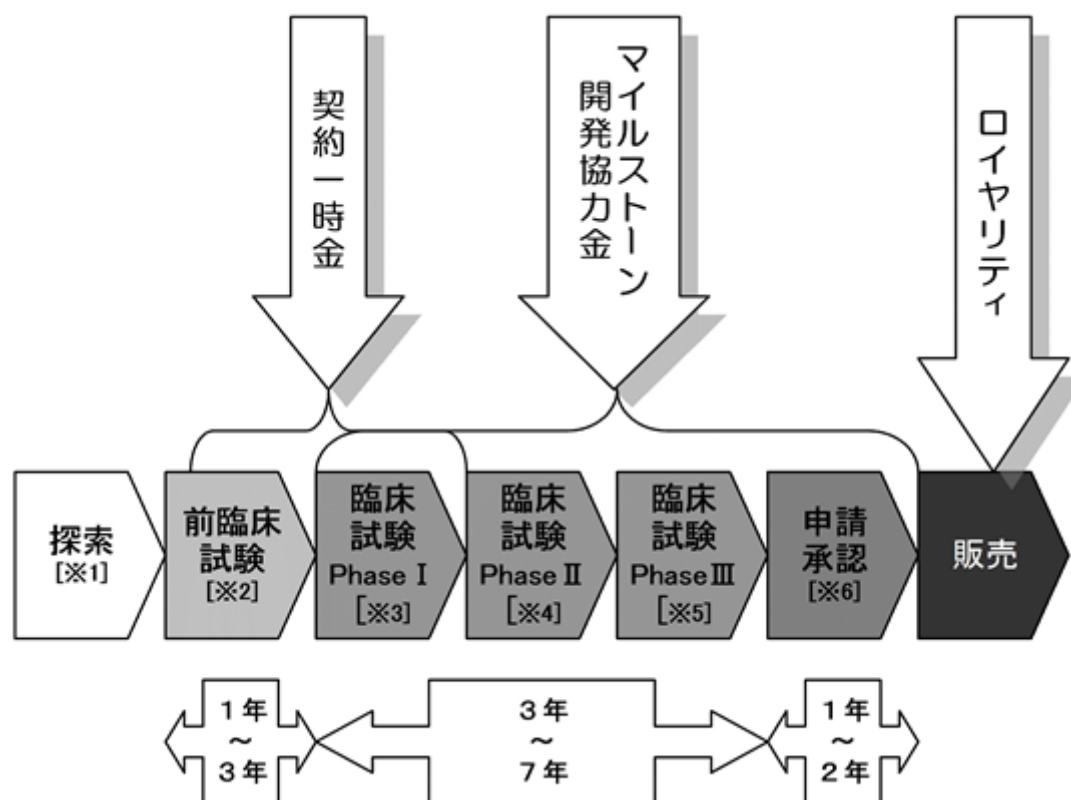 契約一時金
マイルストーン
開発協力金
ロイヤリティ
探索
[※1]
前臨床
試験
[※2]
臨床
試験
Phase Ⅰ
[※3]
臨床
試験
Phase Ⅱ
[※4]
臨床
試験
Phase Ⅲ
[※5]
申請
承認
[※6]
販売
1年
～
3年
3年
～
7年
1年
～
2年